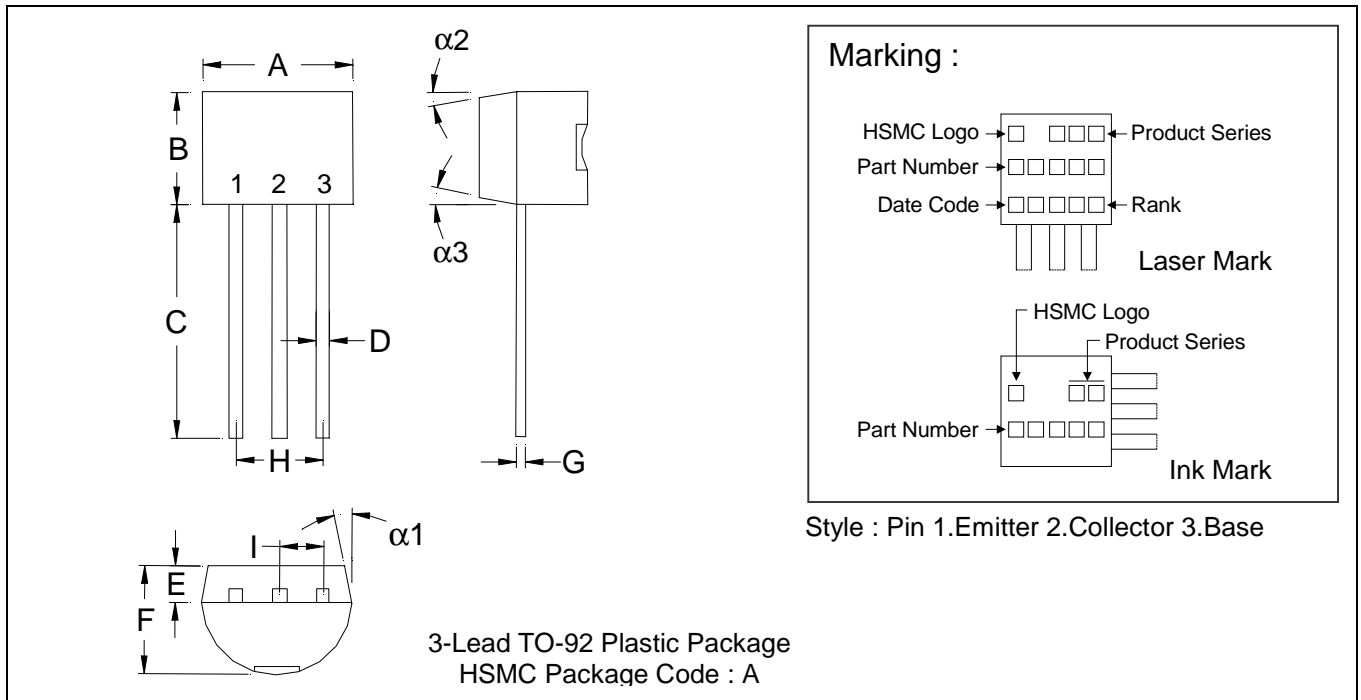 α2
A
B
1 2 3
α3
C
D
H
G
α1
I
E
F
3-Lead TO-92 Plastic Package
HSMC Package Code : A
Marking :
HSMC Logo
Product Series
Part Number
Date Code
Rank
Laser Mark
HSMC Logo
Product Series
Part Number
Ink Mark
Style : Pin 1.Emitter 2.Collector 3.Base